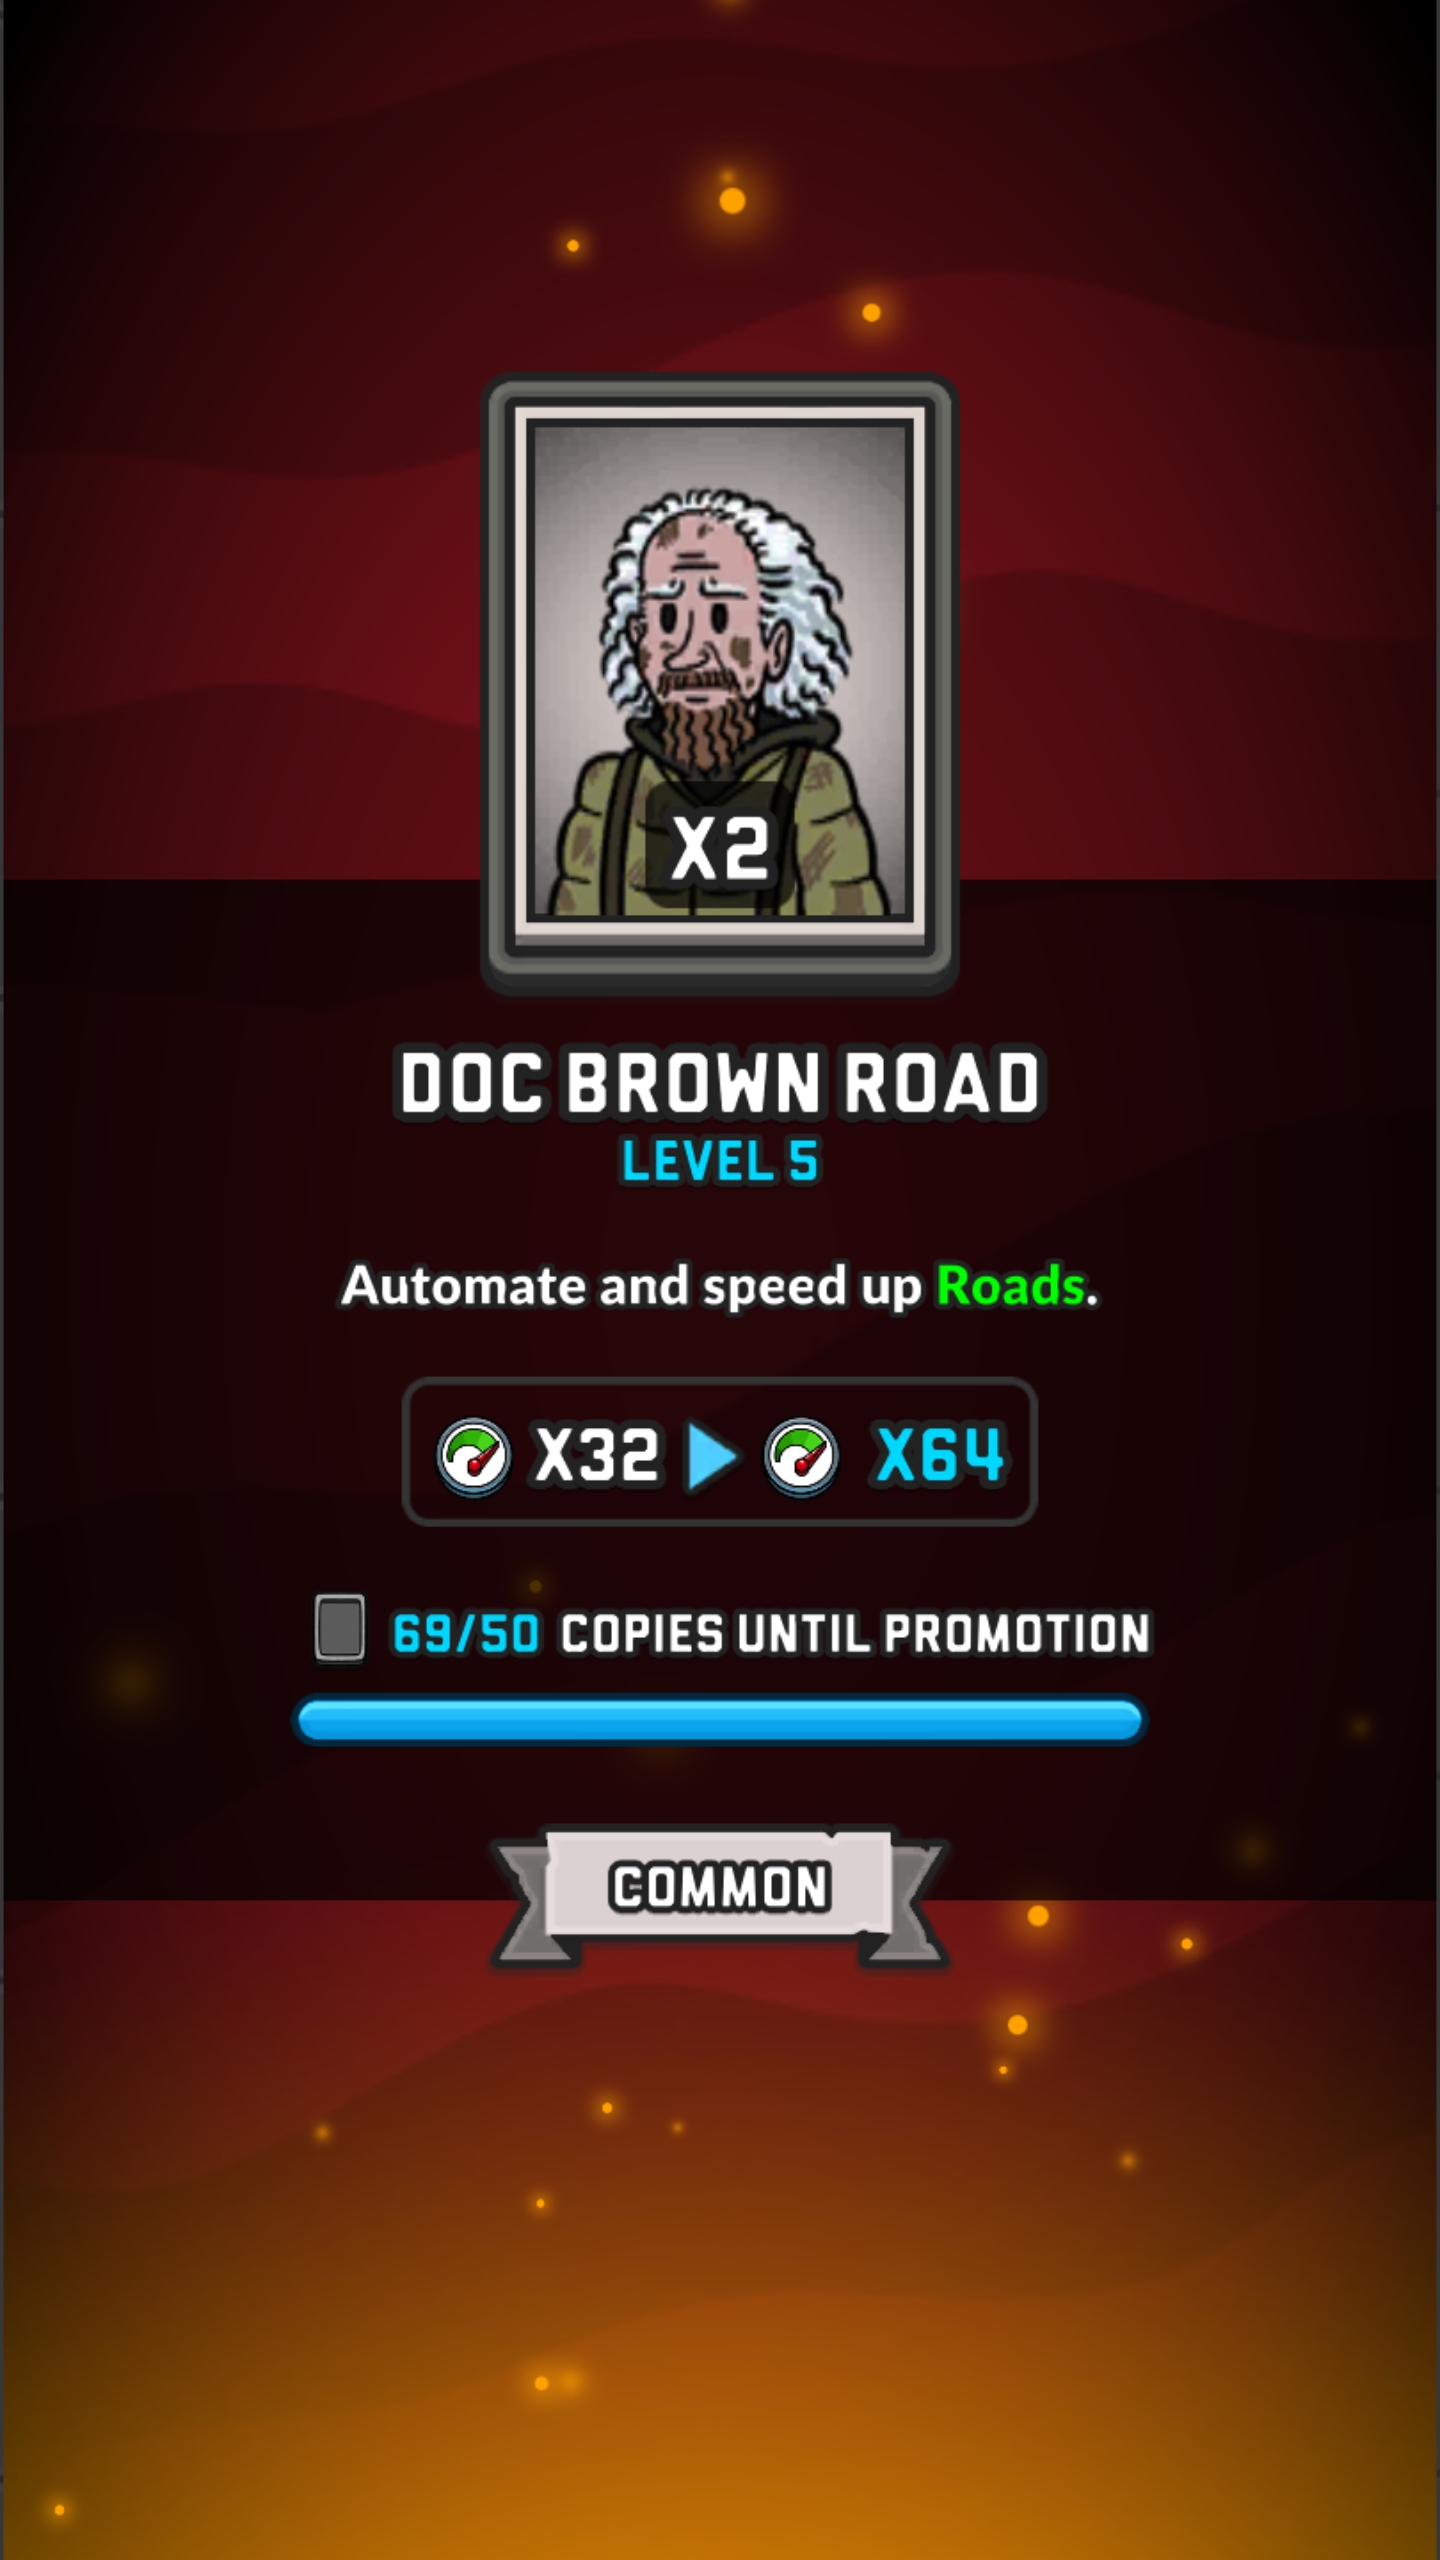 X2
DOC BROWN ROAD
LEVEL 5
Automate and speed up Roads.
X32 X64
69/50 COPIES UNTIL PROMOTION
COMMON